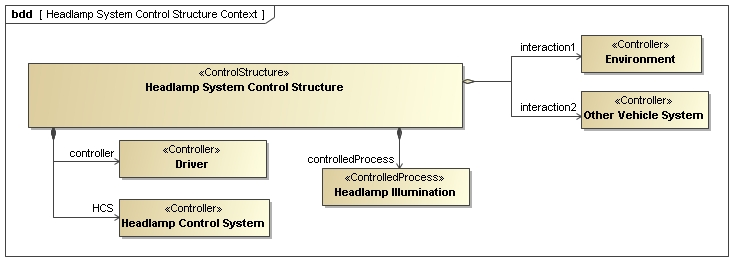 bdd [ Headlamp System Control Structure Context ]
«ControlStructure»
Headlamp System Control Structure
interaction1
«Controller»
Environment
interaction2
«Controller»
Other Vehicle System
controller
«Controller»
Driver
controlledProcess
«ControlledProcess»
Headlamp Illumination
HCS
«Controller»
Headlamp Control System